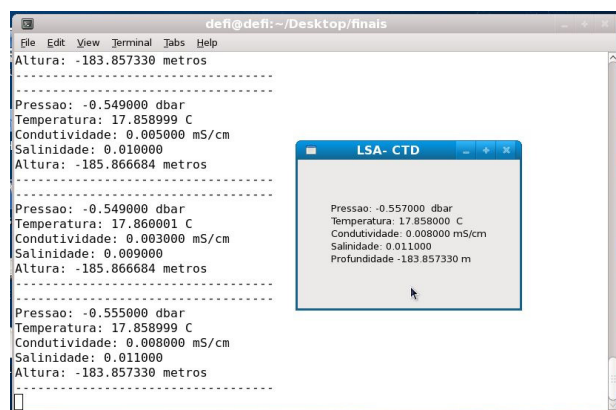 defi@defi:~/Desktop/finais
File Edit View Terminal Tabs Help
Altura: -183.857330 metros
-----------------------------------
-----------------------------------
Pressao: -0.549000 dbar
Temperatura: 17.858999 C
Condutividade: 0.005000 mS/cm
Salinidade: 0.010000
Altura: -185.866684 metros
-----------------------------------
-----------------------------------
Pressao: -0.549000 dbar
Temperatura: 17.860001 C
Condutividade: 0.003000 mS/cm
Salinidade: 0.009000
Altura: -185.866684 metros
-----------------------------------
-----------------------------------
Pressao: -0.555000 dbar
Temperatura: 17.858999 C
Condutividade: 0.008000 mS/cm
Salinidade: 0.011000
Altura: -183.857330 metros
-----------------------------------
LSA- CTD
Pressao: -0.557000 dbar
Temperatura: 17.858000 C
Condutividade: 0.008000 mS/cm
Salinidade: 0.011000
Profundidade -183.857330 m